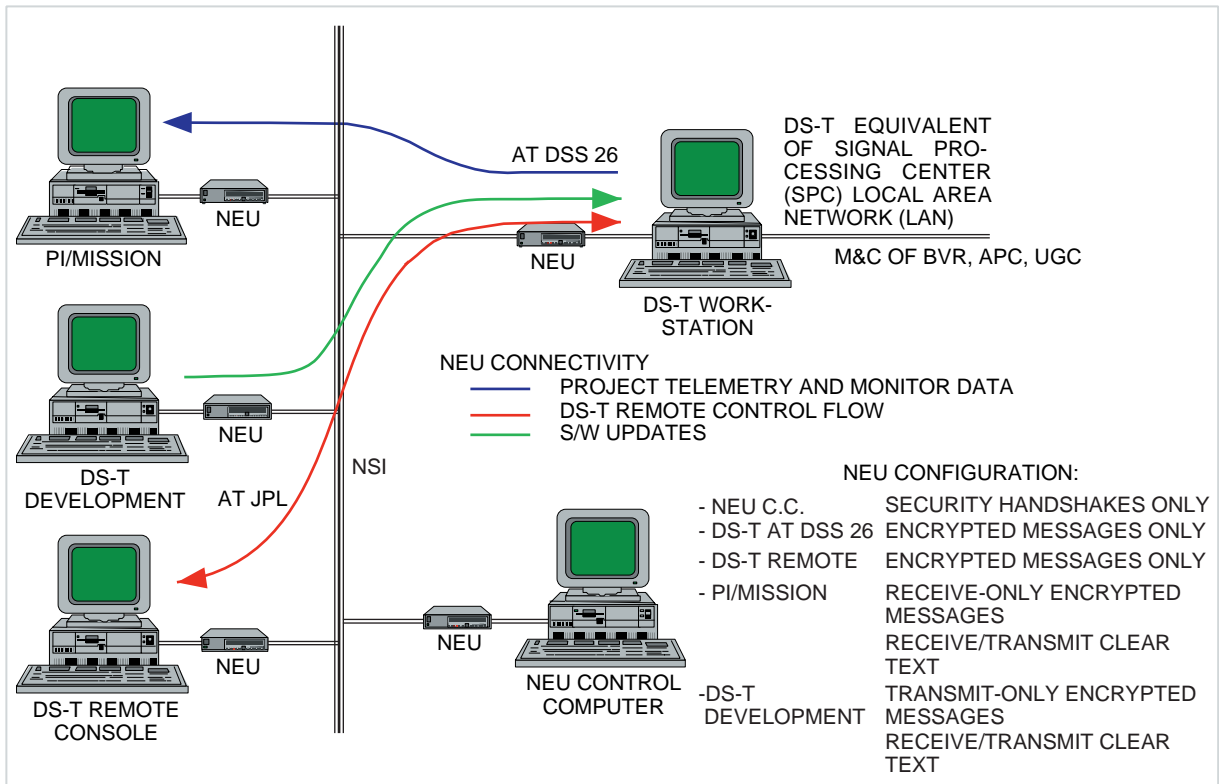 AT DSS 26
DS-T EQUIVALENT
OF SIGNAL PRO-
CESSING CENTER
(SPC) LOCAL AREA
NETWORK (LAN)
NEU
PI/MISSION
NEU
M&C OF BVR, APC, UGC
DS-T WORK-
STATION
NEU CONNECTIVITY
PROJECT TELEMETRY AND MONITOR DATA
DS-T REMOTE CONTROL FLOW
S/W UPDATES
NEU
DS-T
DEVELOPMENT
AT JPL
NSI
NEU CONFIGURATION:
- NEU C.C. SECURITY HANDSHAKES ONLY
- DS-T AT DSS 26 ENCRYPTED MESSAGES ONLY
- DS-T REMOTE ENCRYPTED MESSAGES ONLY
- PI/MISSION RECEIVE-ONLY ENCRYPTED
MESSAGES
RECEIVE/TRANSMIT CLEAR
TEXT
-DS-T TRANSMIT-ONLY ENCRYPTED
DEVELOPMENT MESSAGES
RECEIVE/TRANSMIT CLEAR
TEXT
NEU
NEU
NEU CONTROL
COMPUTER
DS-T REMOTE
CONSOLE